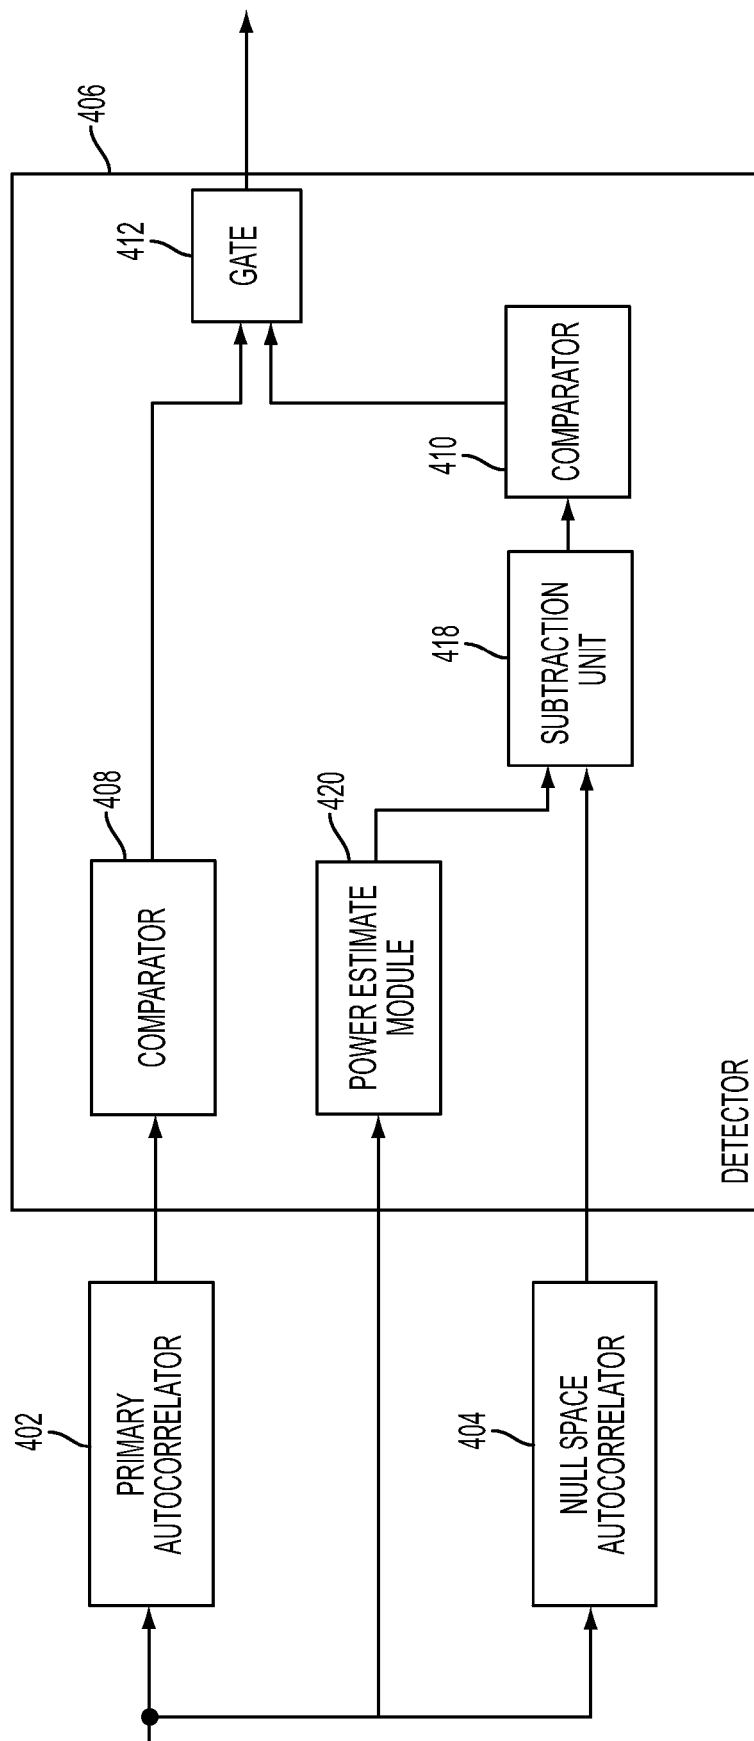 402
PRIMARY
AUTOCORRELATOR
404
NULL SPACE
AUTOCORRELATOR
406
DETECTOR
408
COMPARATOR
420
POWER ESTIMATE
MODULE
418
SUBTRACTION
UNIT
410
COMPARATOR
412
GATE